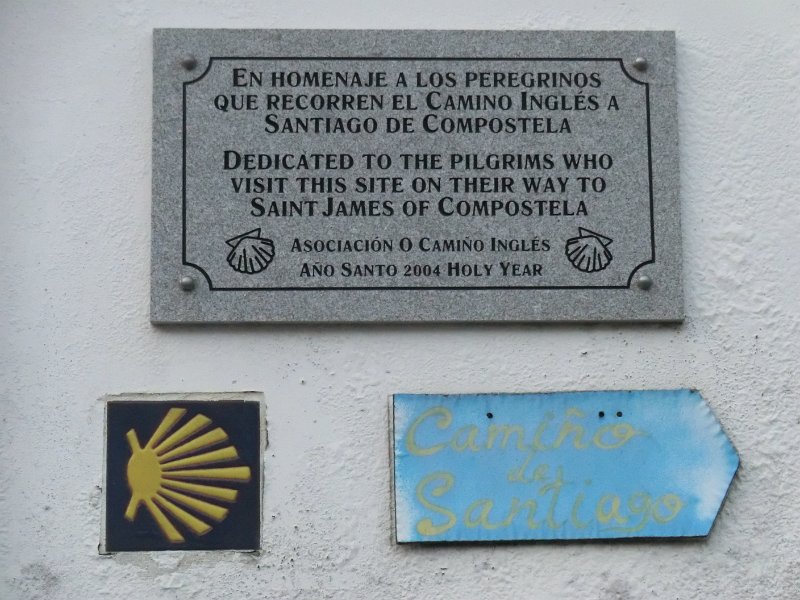 En homenaje a los peregrinos
que recorren el Camino Inglés a
Santiago de Compostela
Dedicated to the pilgrims who
visit this site on their way to
Saint James of Compostela
Asociación O Camiño Inglés
Año Santo 2004 Holy Year
Camiño
de
Santiago